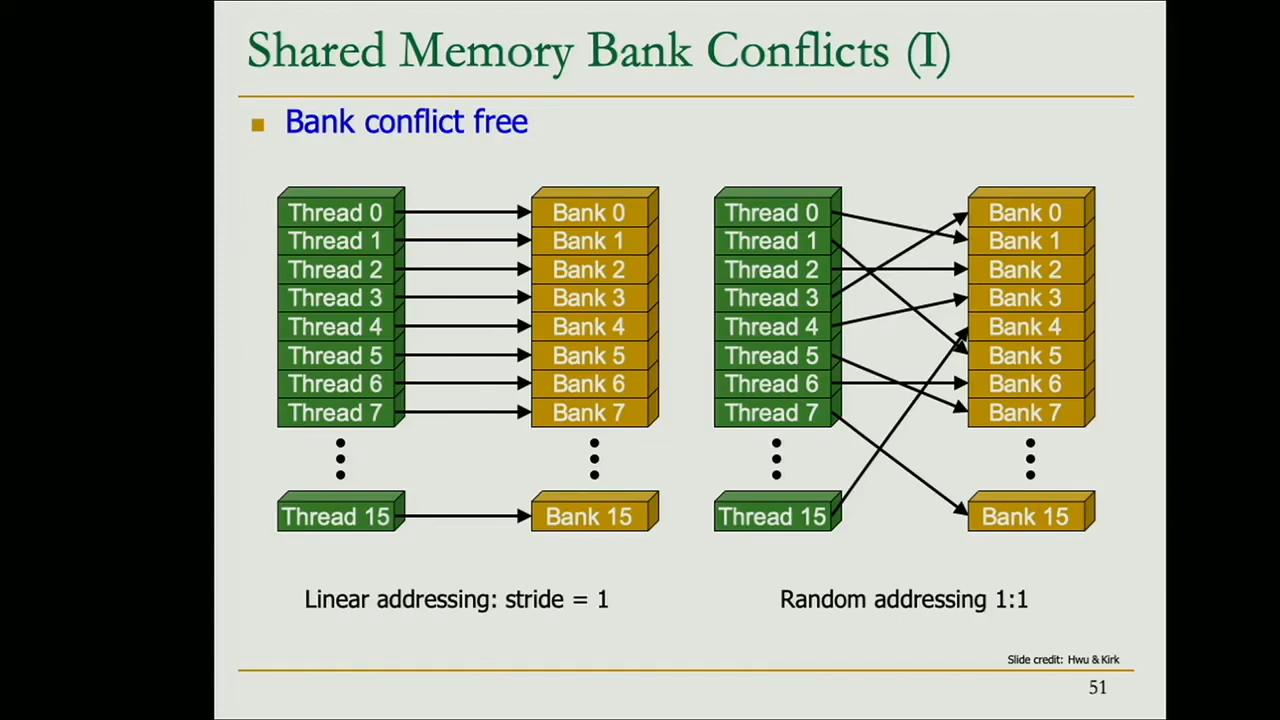 Shared Memory Bank Conflicts (I)
Bank conflict free
Thread 0
Thread 1
Thread 2
Thread 3
Thread 4
Thread 5
Thread 6
Thread 7
Thread 15
Bank 0
Bank 1
Bank 2
Bank 3
Bank 4
Bank 5
Bank 6
Bank 7
Bank 15
Linear addressing: stride = 1
Thread 0
Thread 1
Thread 2
Thread 3
Thread 4
Thread 5
Thread 6
Thread 7
Thread 15
Bank 0
Bank 1
Bank 2
Bank 3
Bank 4
Bank 5
Bank 6
Bank 7
Bank 15
Random addressing 1:1
Slide credit: Hwu & Kirk
51